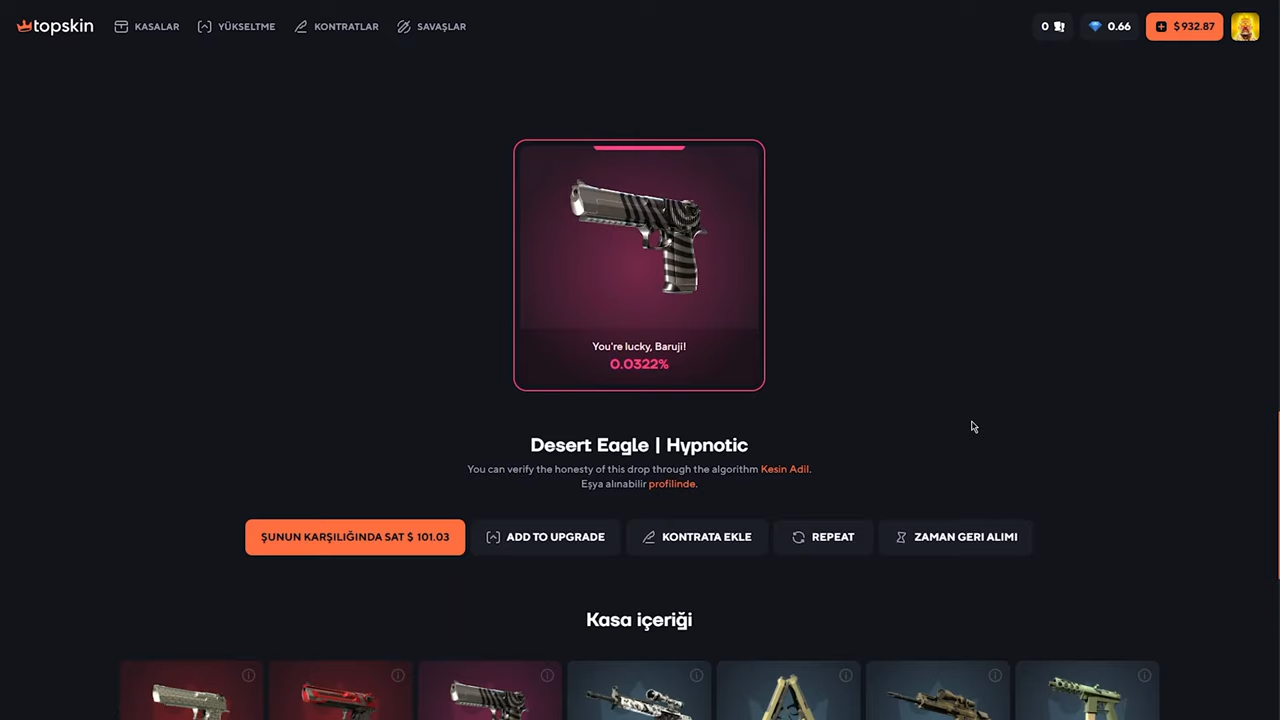 topskin
KASALAR
YÜKSELTME
KONTRATLAR
SAVAŞLAR
0
0.66
$ 932.87
You're lucky, Baruji!
0.0322%
Desert Eagle | Hypnotic
You can verify the honesty of this drop through the algorithm Kesin Adil.
Eşya alınabilir profilinde.
ŞUNUN KARŞILIĞINDA SAT $ 101.03
ADD TO UPGRADE
KONTRATA EKLE
REPEAT
ZAMAN GERI ALIMI
Kasa içeriği